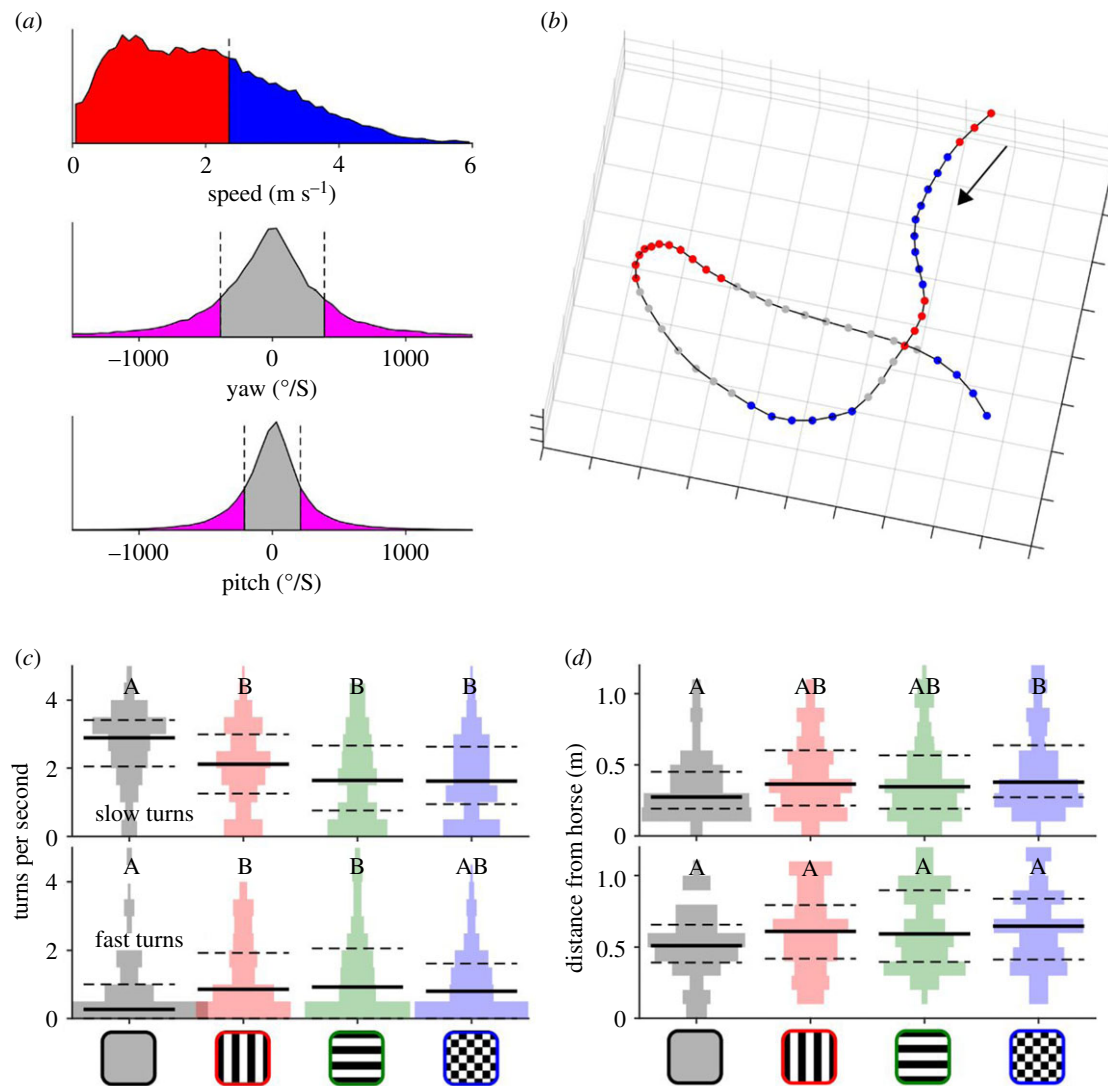 (a)
0 2 4 6
speed (m s–1)
–1000 0 1000
yaw (°/S)
–1000 0 1000
pitch (°/S)
(b)
(c)
turns per second
4
2
0
A B B B
slow turns
4
2
0
A B B AB
fast turns
(d)
distance from horse (m)
1.0
0.5
0
A AB AB B
1.0
0.5
0
A A A A